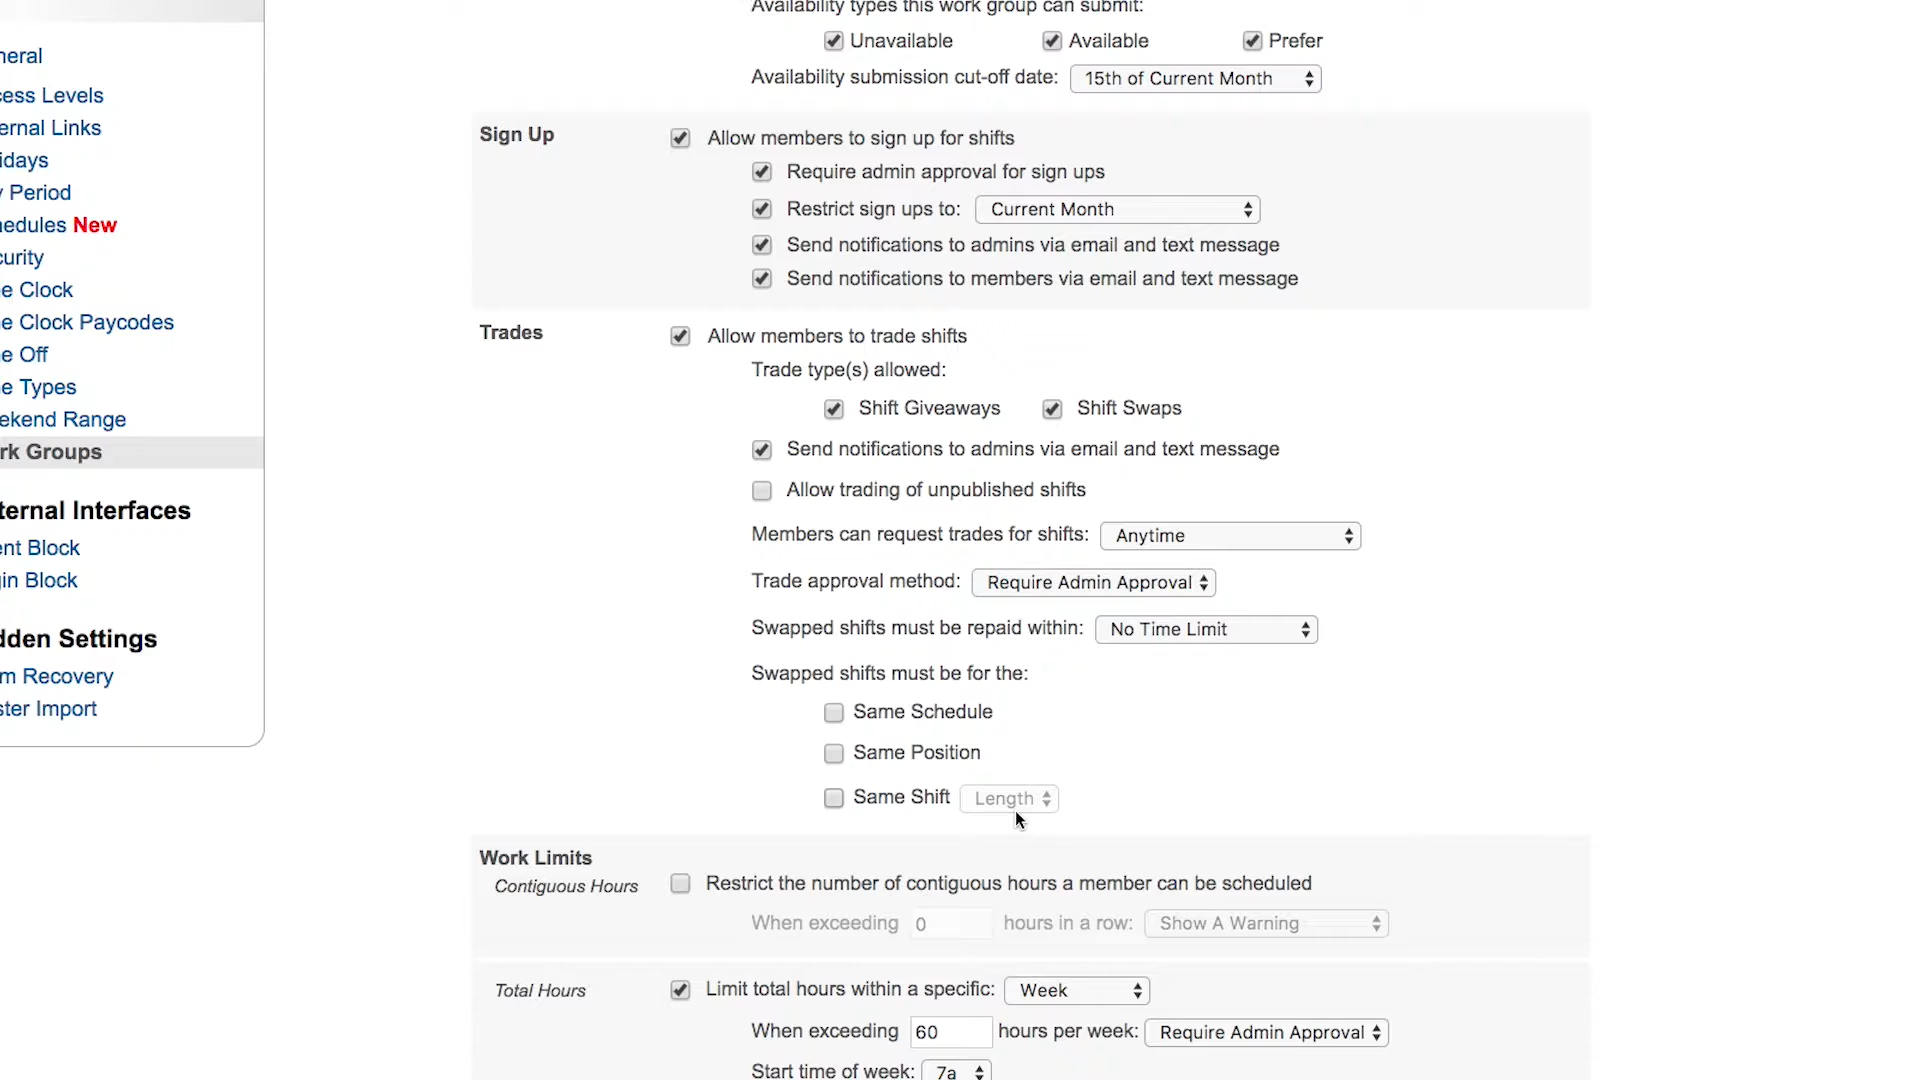 Availability types this work group can submit:
Unavailable Available Prefer
Availability submission cut-off date: 15th of Current Month
neral
cess Levels
ernal Links
idays
y Period
hedules New
curity
e Clock
e Clock Paycodes
e Off
e Types
ekend Range
rk Groups
ternal Interfaces
ent Block
gin Block
dden Settings
m Recovery
ster Import
Sign Up
Allow members to sign up for shifts
Require admin approval for sign ups
Restrict sign ups to: Current Month
Send notifications to admins via email and text message
Send notifications to members via email and text message
Trades
Allow members to trade shifts
Trade type(s) allowed:
Shift Giveaways Shift Swaps
Send notifications to admins via email and text message
Allow trading of unpublished shifts
Members can request trades for shifts: Anytime
Trade approval method: Require Admin Approval
Swapped shifts must be repaid within: No Time Limit
Swapped shifts must be for the:
Same Schedule
Same Position
Same Shift Length
Work Limits
Contiguous Hours
Restrict the number of contiguous hours a member can be scheduled
When exceeding 0 hours in a row: Show A Warning
Total Hours
Limit total hours within a specific: Week
When exceeding 60 hours per week: Require Admin Approval
Start time of week: 7a